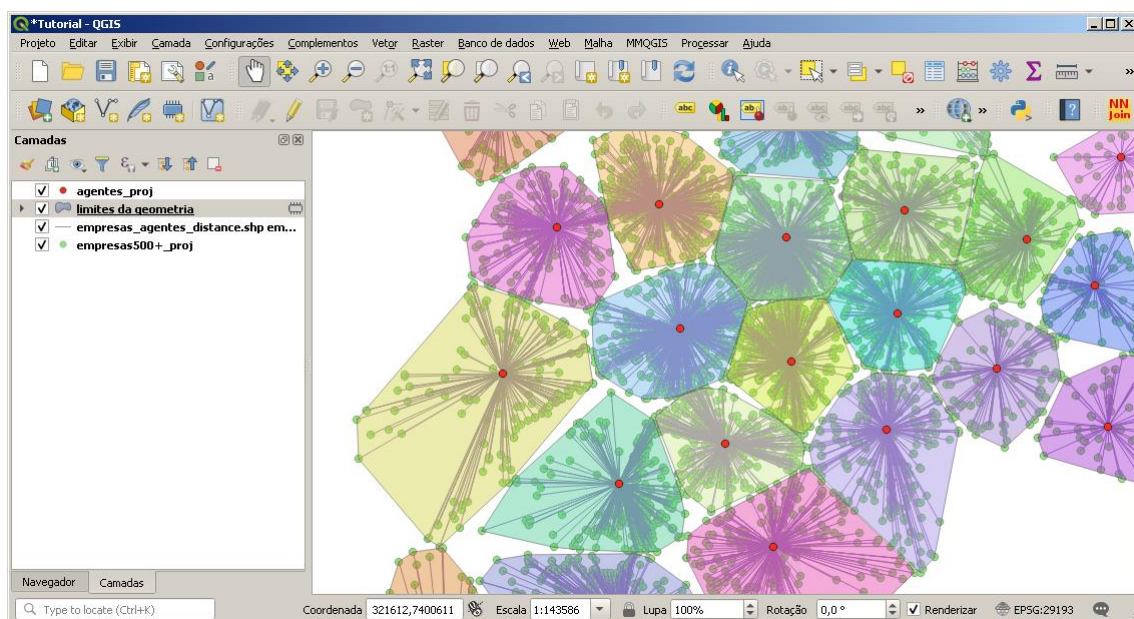 *Tutorial - QGIS
Projeto Editar Exibir Camada Configurações Complementos Vetor Raster Banco de dados Web Malha MMQGIS Processar Ajuda
abc
NN
Join
Camadas
agentes_proj
limites da geometria
empresas_agentes_distance.shp em...
empresas500+_proj
Navegador Camadas
Type to locate (Ctrl+K) Coordenada 321612,7400611 Escala 1:143586 Lupa 100% Rotação 0,0 ° Renderizar EPSG:29193